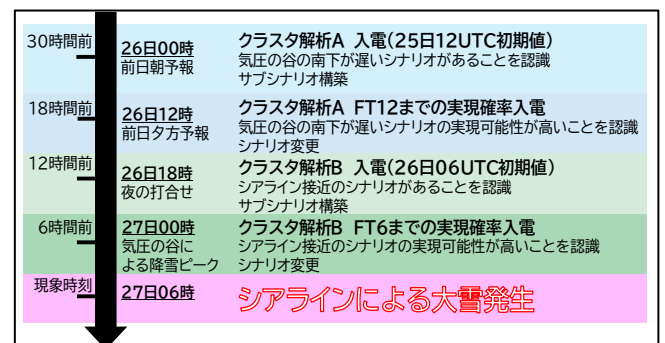 30時間前
26日00時
前日朝予報
クラスタ解析A 入電(25日12UTC初期値)
気圧の谷の南下が遅いシナリオがあることを認識
サブシナリオ構築
18時間前
26日12時
前日夕方予報
クラスタ解析A FT12までの実現確率入電
気圧の谷の南下が遅いシナリオの実現可能性が高いことを認識
シナリオ変更
12時間前
26日18時
夜の打合せ
クラスタ解析B 入電(26日06UTC初期値)
シアライン接近のシナリオがあることを認識
サブシナリオ構築
6時間前
27日00時
気圧の谷に
よる降雪ピーク
クラスタ解析B FT6までの実現確率入電
シアライン接近のシナリオの実現可能性が高いことを認識
シナリオ変更
現象時刻
27日06時
シアラインによる大雪発生